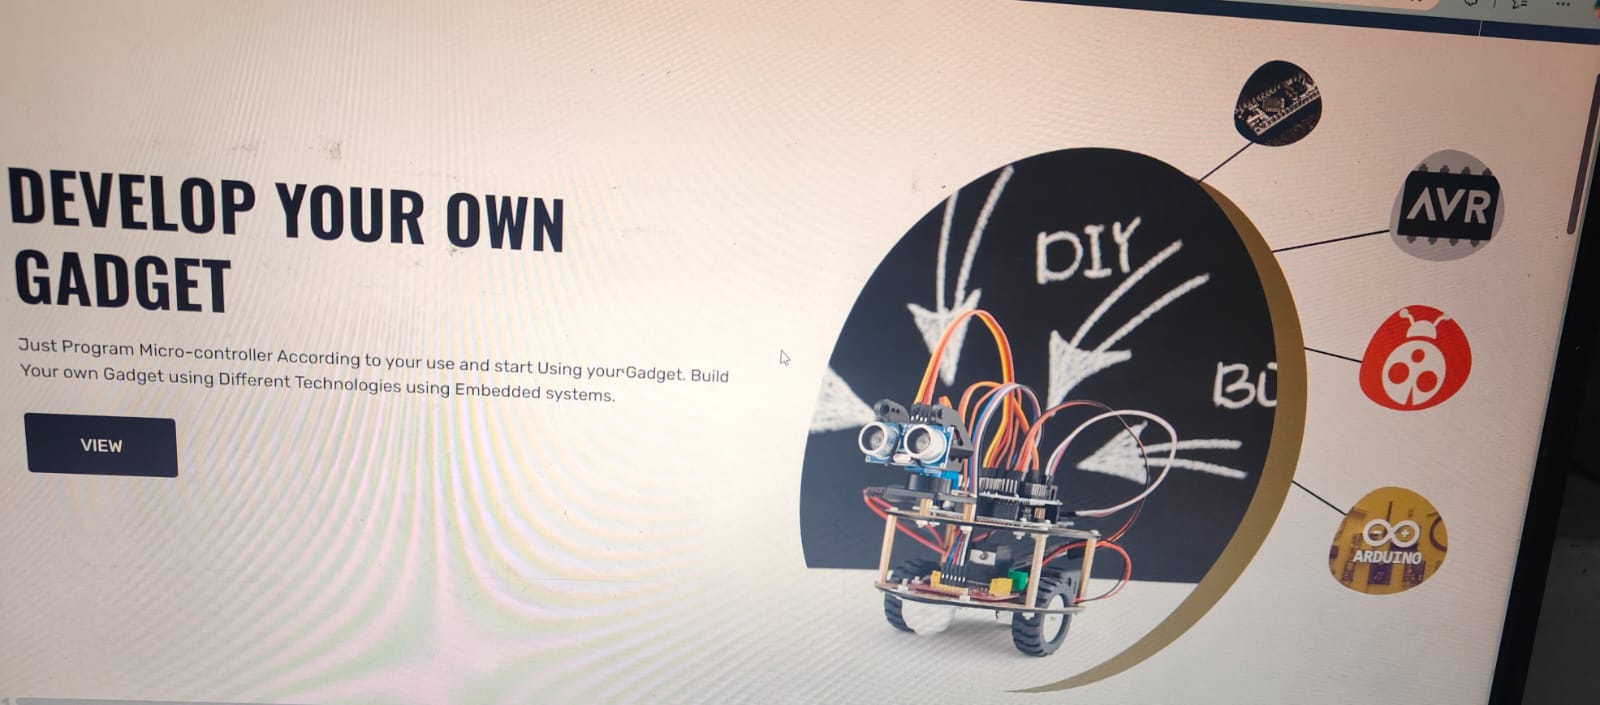 DEVELOP YOUR OWN
GADGET
Just Program Micro-controller According to your use and start Using yourGadget. Build
Your own Gadget using Different Technologies using Embedded systems.
VIEW
DIY
BU
AVR
ARDUINO